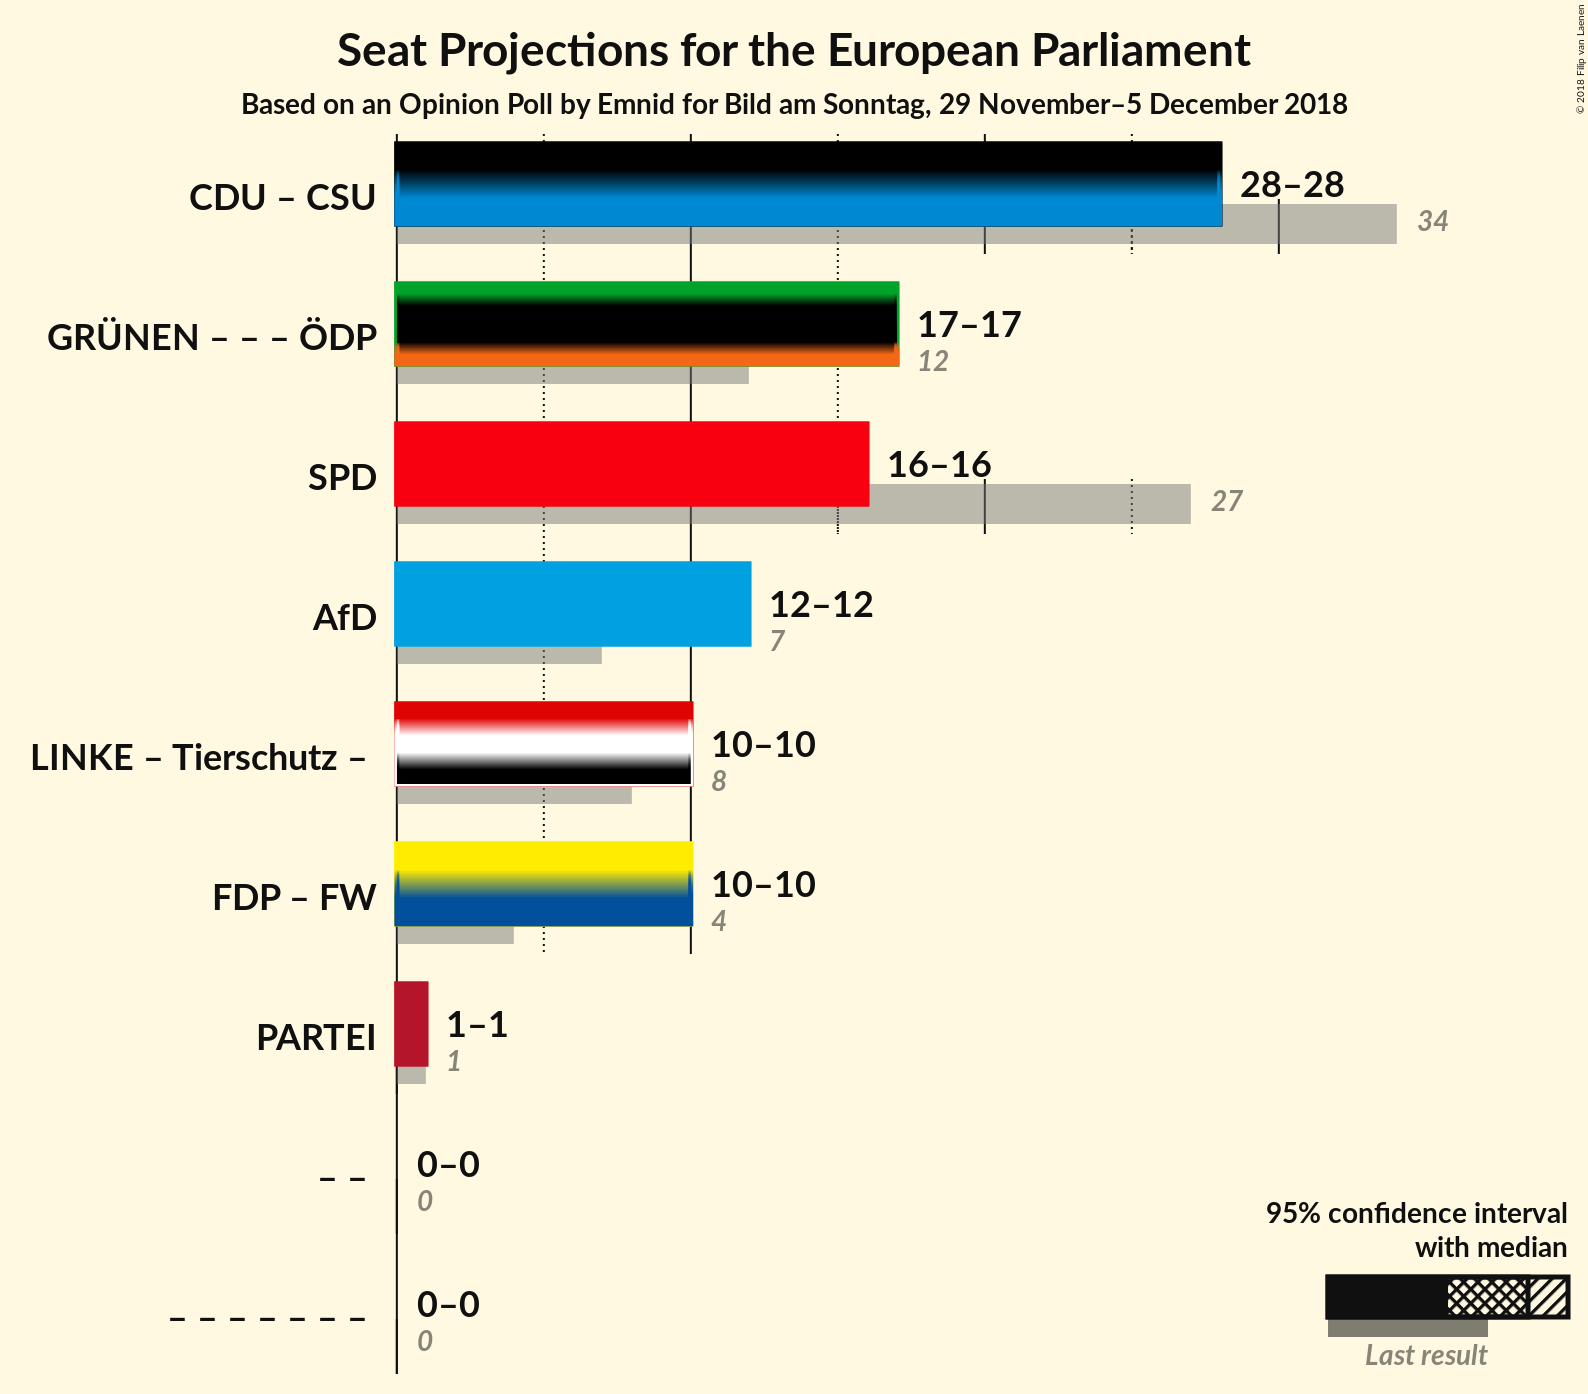 Seat Projections for the European Parliament
Based on an Opinion Poll by Emnid for Bild am Sonntag, 29 November–5 December 2018
© 2018 Filip van Laenen
CDU – CSU
28–28
34
GRÜNEN – – – ÖDP
17–17
12
SPD
16–16
27
AfD
12–12
7
LINKE – Tierschutz –
10–10
8
FDP – FW
10–10
4
PARTEI
1–1
1
– –
0–0
0
– – – – – – –
0–0
0
95% confidence interval
with median
Last result